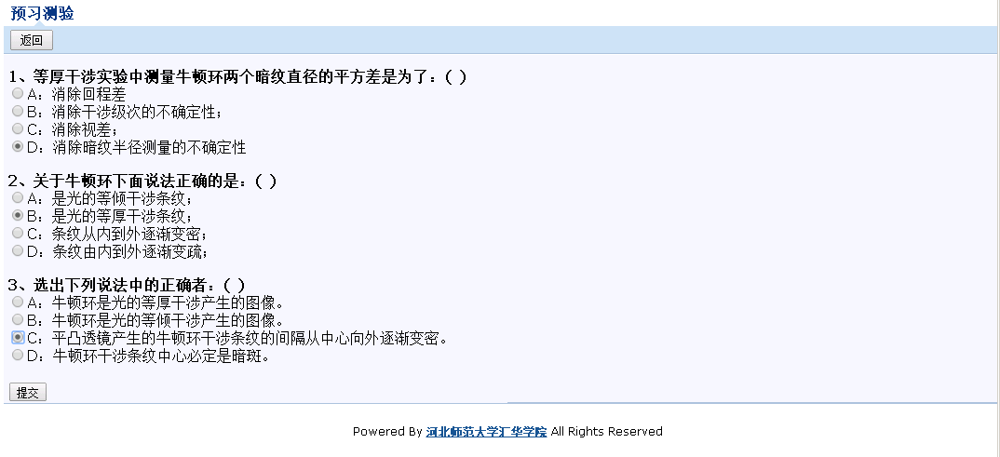 预习测验
返回
1、等厚干涉实验中测量牛顿环两个暗纹直径的平方差是为了：( )
A：消除回程差
B：消除干涉级次的不确定性；
C：消除视差；
D：消除暗纹半径测量的不确定性
2、关于牛顿环下面说法正确的是：( )
A：是光的等倾干涉条纹；
B：是光的等厚干涉条纹；
C：条纹从内到外逐渐变密；
D：条纹由内到外逐渐变疏；
3、选出下列说法中的正确者：( )
A：牛顿环是光的等厚干涉产生的图像。
B：牛顿环是光的等倾干涉产生的图像。
C：平凸透镜产生的牛顿环干涉条纹的间隔从中心向外逐渐变密。
D：牛顿环干涉条纹中心必定是暗斑。
提交
Powered By 河北师范大学汇华学院 All Rights Reserved